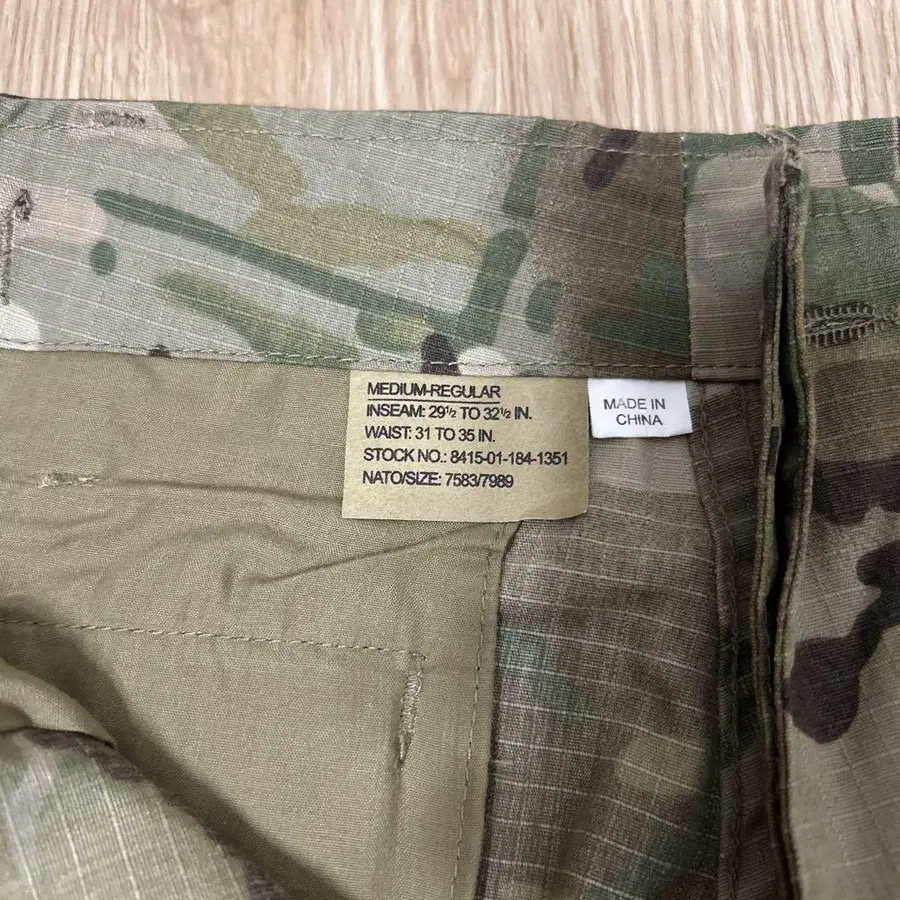 MEDIUM-REGULAR
INSEAM: 29½ TO 32½ IN.
WAIST: 31 TO 35 IN.
STOCK NO.: 8415-01-184-1351
NATO/SIZE: 7583/7989
MADE IN
CHINA